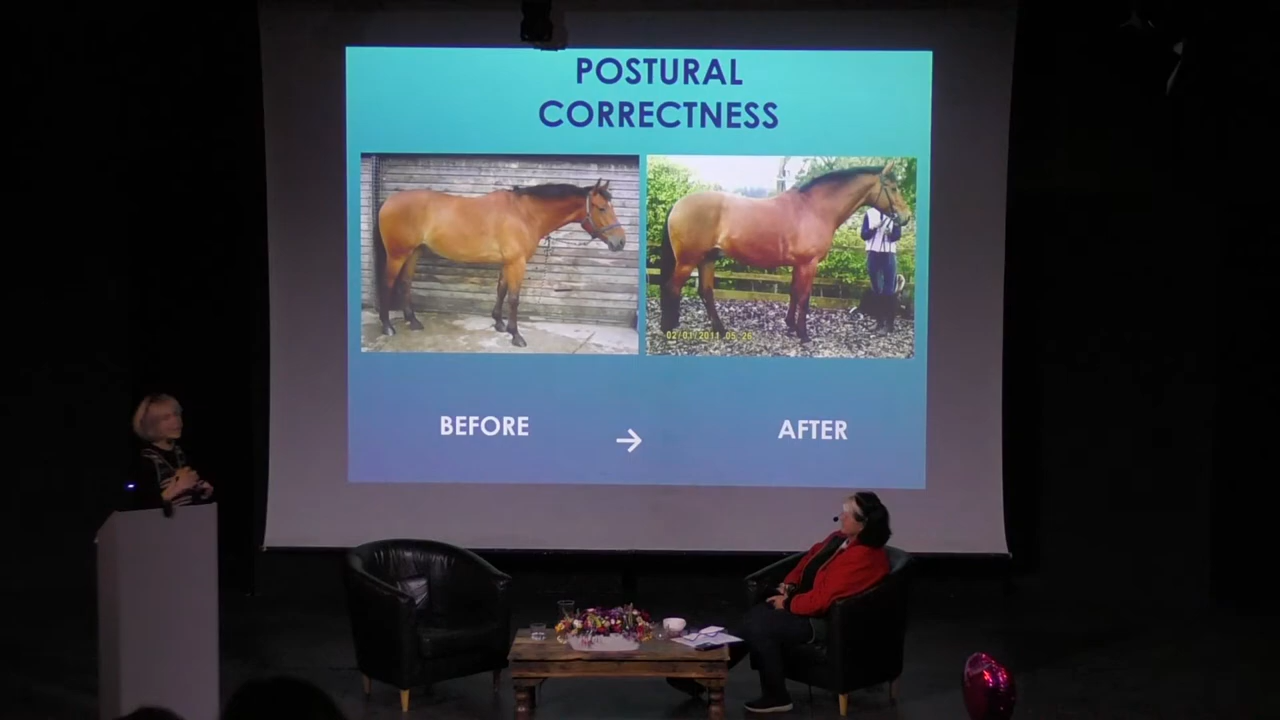 POSTURAL
CORRECTNESS
02/01/2011 05:26
BEFORE
→
AFTER